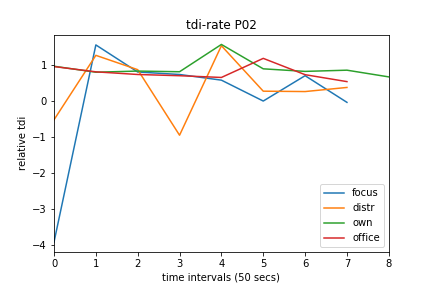 tdi-rate P02
relative tdi
1
0
−1
−2
−3
−4
focus
distr
own
office
0 1 2 3 4 5 6 7 8
time intervals (50 secs)